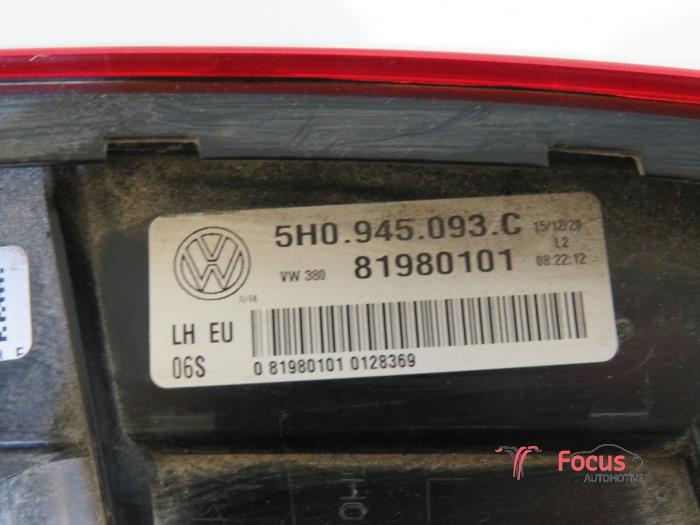 5H0.945.093.C
15/12/20
L2
VW 380
81980101
08:22:12
LH EU
06S
0 81980101 0128369
Focus
AUTOMOTIVE